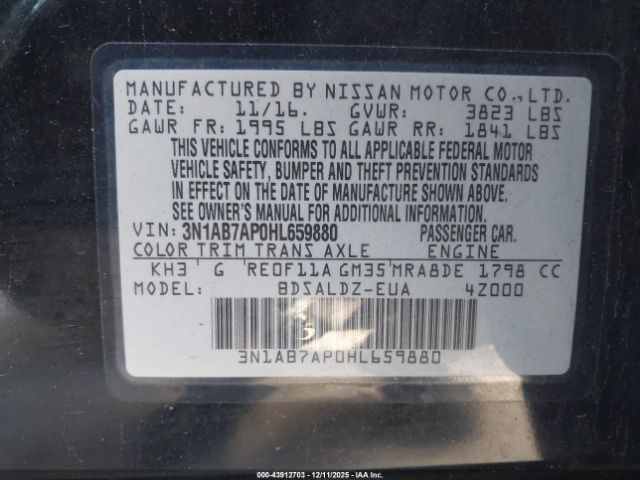 MANUFACTURED BY NISSAN MOTOR CO.,LTD.
DATE: 11/16. GVWR: 3823 LBS
GAWR FR: 1995 LBS GAWR RR: 1841 LBS
THIS VEHICLE CONFORMS TO ALL APPLICABLE FEDERAL MOTOR
VEHICLE SAFETY, BUMPER AND THEFT PREVENTION STANDARDS
IN EFFECT ON THE DATE OF MANUFACTURE SHOWN ABOVE.
SEE OWNER'S MANUAL FOR ADDITIONAL INFORMATION.
VIN: 3N1AB7AP0HL659880 PASSENGER CAR.
COLOR TRIM TRANS AXLE ENGINE
KH3 G RE0F11A GM35 MRA8DE 1798 CC
MODEL: BDSALDZ-EUA 4Z000
3N1AB7AP0HL659880
000-43912703 - 12/11/2025 - IAA Inc.